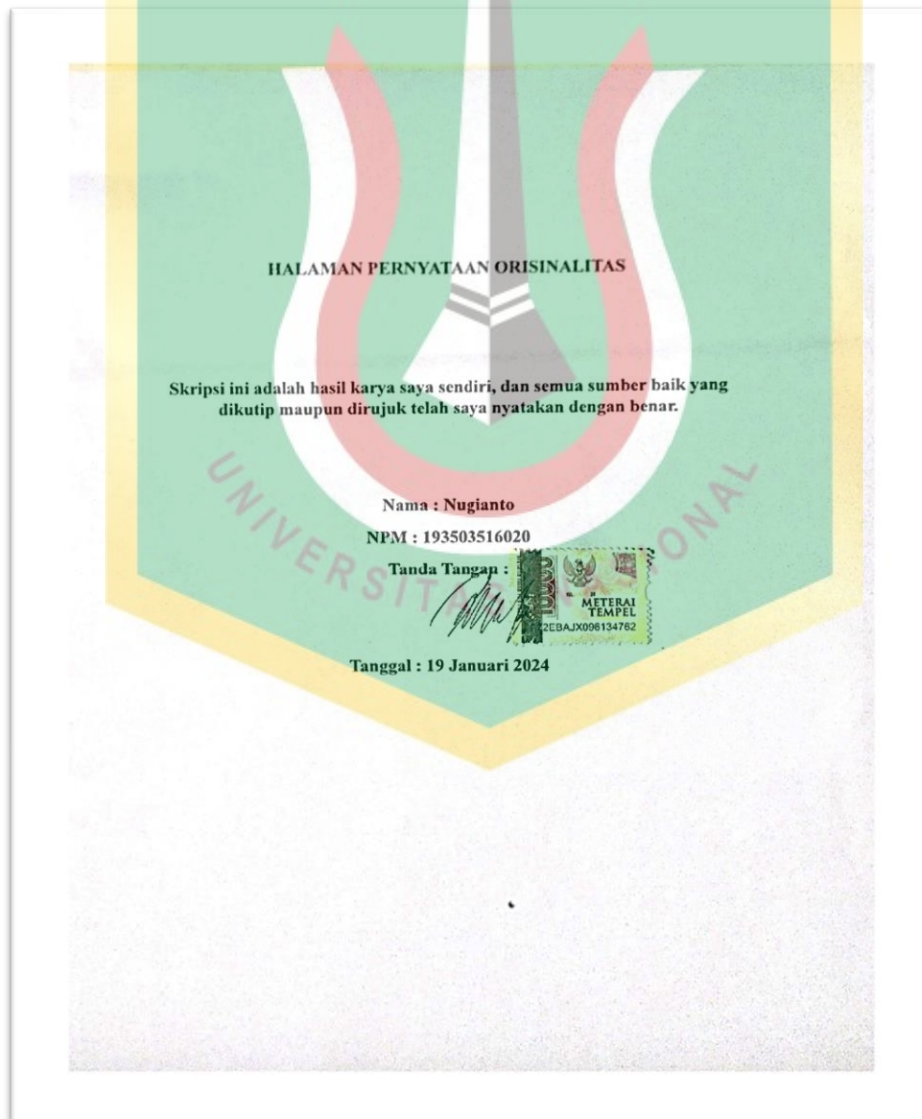 HALAMAN PERNYATAAN ORISINALITAS
Skripsi ini adalah hasil karya saya sendiri, dan semua sumber baik yang
dikutip maupun dirujuk telah saya nyatakan dengan benar.
Nama : Nugianto
NPM : 193503516020
Tanda Tangan :
10000
METERAI
TEMPEL
2EBAJX096134762
Tanggal : 19 Januari 2024
UNIVERSITAS NASIONAL